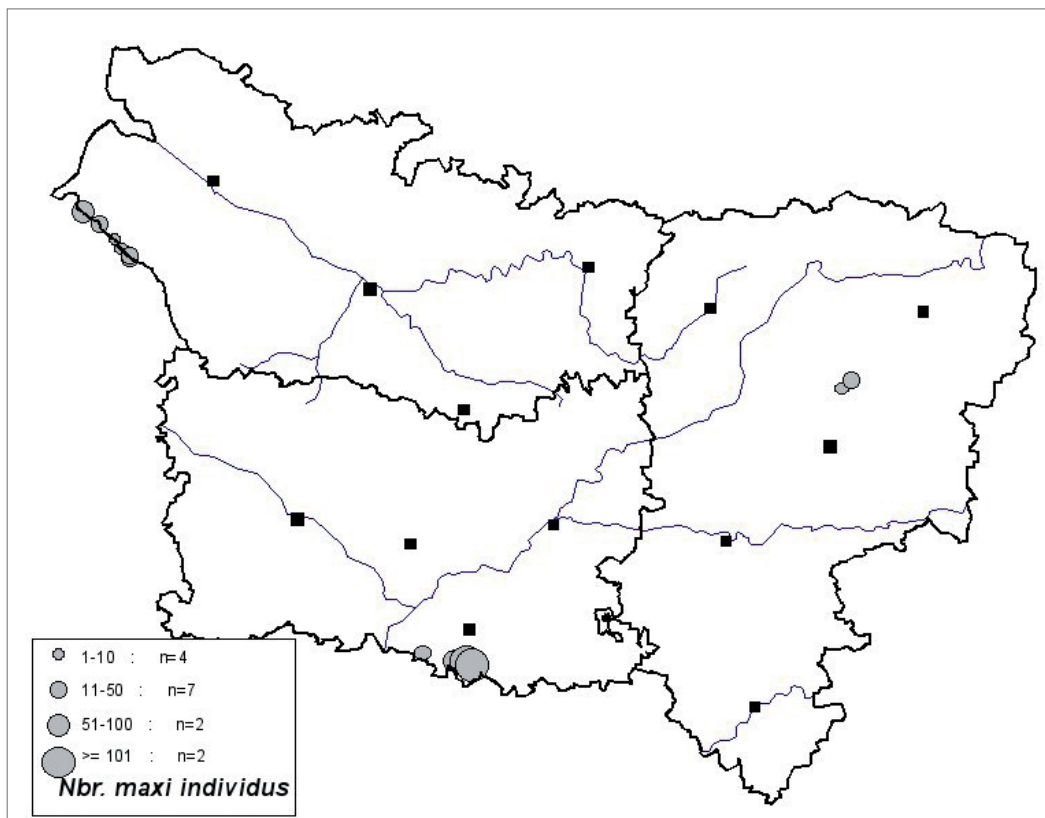 1-10 : n=4
11-50 : n=7
51-100 : n=2
>= 101 : n=2
Nbr. maxi individus